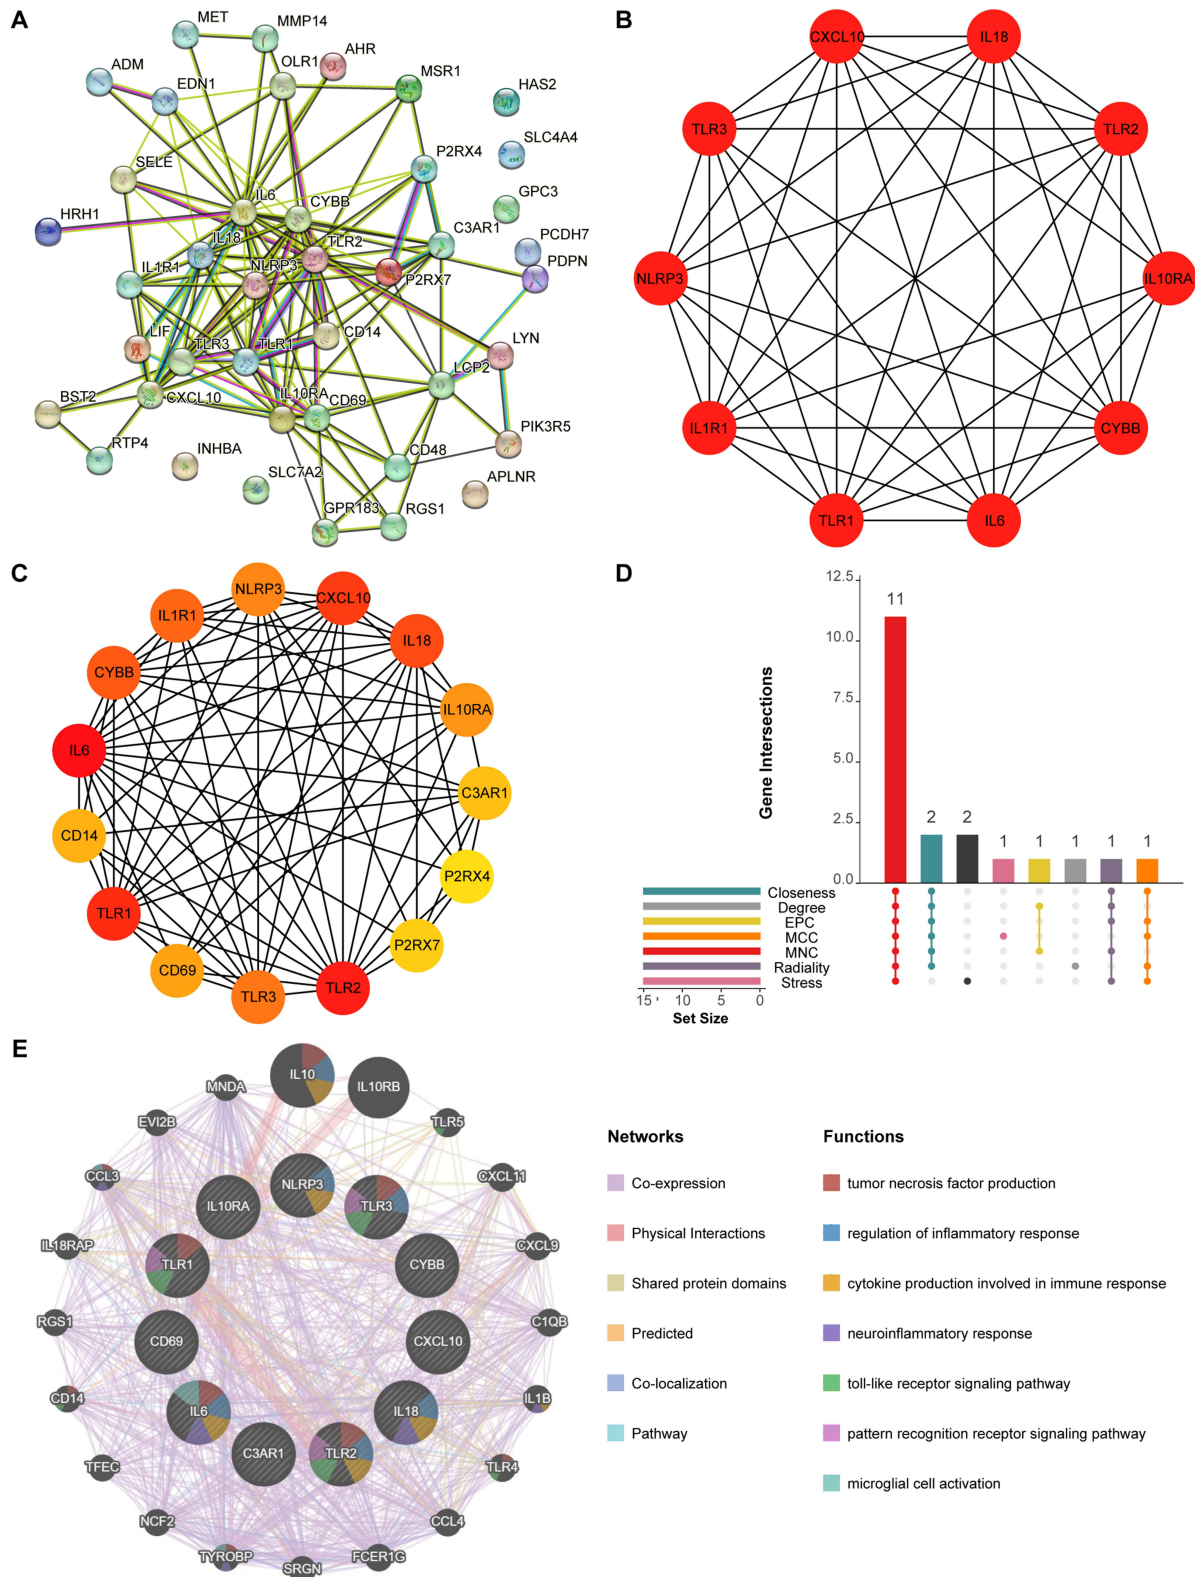 A
MET
MMP14
AHR
OLR1
ADM
EDN1
MSR1
HAS2
SLC4A4
SELE
P2RX4
GPC3
IL6
CYBB
HRH1
IL18
TLR2
C3AR1
PCDH7
PDPN
IL1R1
NLRP3
P2RX7
LIF
TLR3
TLR1
CD14
LYN
LCP2
BST2
CXCL10
IL10RA
CD69
PIK3R5
RTP4
INHBA
SLC7A2
CD48
APLNR
GPR183
RGS1
B
CXCL10
IL18
TLR3
TLR2
NLRP3
IL10RA
IL1R1
CYBB
TLR1
IL6
C
NLRP3
CXCL10
IL1R1
IL18
CYBB
IL10RA
IL6
C3AR1
CD14
P2RX4
TLR1
P2RX7
CD69
TLR3
TLR2
D
Gene Intersections
12.5
10.0
7.5
5.0
2.5
0.0
11
2
2
1
1
1
1
1
Closeness
Degree
EPC
MCC
MNC
Radiality
Stress
15
10
5
0
Set Size
E
IL10
IL10RB
MNDA
TLR5
EVI2B
CXCL11
CCL3
NLRP3
IL10RA
TLR3
IL18RAP
CXCL9
TLR1
CYBB
RGS1
C1QB
CD69
CXCL10
CD14
IL1B
IL6
IL18
C3AR1
TLR2
TFEC
TLR4
NCF2
CCL4
TYROBP
SRGN
FCER1G
Networks
Co-expression
Physical Interactions
Shared protein domains
Predicted
Co-localization
Pathway
Functions
tumor necrosis factor production
regulation of inflammatory response
cytokine production involved in immune response
neuroinflammatory response
toll-like receptor signaling pathway
pattern recognition receptor signaling pathway
microglial cell activation